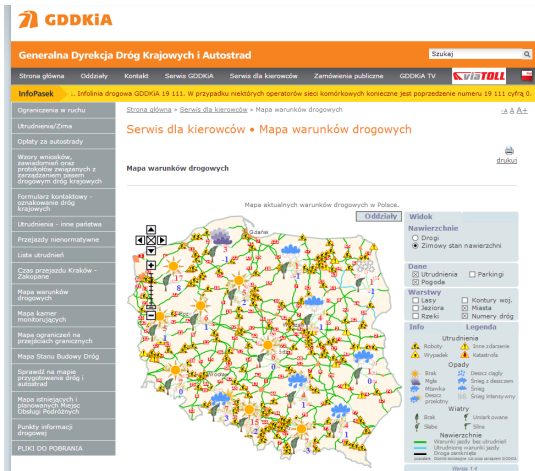 GDDKiA
Generalna Dyrekcja Dróg Krajowych i Autostrad
Szukaj
Strona główna Oddziały Kontakt Serwis GDDKiA Serwis dla kierowców Zamówienia publiczne GDDKiA TV viaTOLL
InfoPasek
:. Infolinia drogowa GDDKiA 19 111. W przypadku niektórych operatorów sieci komórkowych konieczne jest poprzedzenie numeru 19 111 cyfrą 0.
Ograniczenia w ruchu
Utrudnienia/Zima
Opłaty za autostrady
Wzory wniosków,
zawiadomień oraz
protokołów związanych z
zarządzaniem pasem
drogowym dróg krajowych
Formularz kontaktowy -
oznakowanie dróg
krajowych
Utrudnienia - inne państwa
Przejazdy nienormatywne
Lista utrudnień
Czas przejazdu Kraków -
Zakopane
Mapa warunków
drogowych
Mapa kamer
monitorujących
Mapa ograniczeń na
przejściach granicznych
Mapa Stanu Budowy Dróg
Sprawdź na mapie
przygotowanie dróg i
autostrad
Mapa istniejących i
planowanych Miejsc
Obsługi Podróżnych
Punkty informacji
drogowej
PLIKI DO POBRANIA
Strona główna » Serwis dla kierowców » Mapa warunków drogowych
-A A A+
Serwis dla kierowców • Mapa warunków drogowych
drukuj
Mapa warunków drogowych
Mapa aktualnych warunków drogowych w Polsce.
Oddziały
Gdańsk
Widok
Nawierzchnie
Drogi
Zimowy stan nawierzchni
Dane
Utrudnienia Parkingi
Pogoda
Warstwy
Lasy Kontury woj.
Jeziora Miasta
Rzeki Numery dróg
Info Legenda
Utrudnienia
Roboty Inne zdarzenie
Wypadek Katastrofa
Opady
Brak Deszcz ciągły
Mgła Śnieg z deszczem
Mżawka Śnieg
Deszcz przelotny Śnieg intensywny
Wiatry
Brak Umiarkowane
Słabe Silne
Nawierzchnie
Warunki jazdy bez utrudnień
Utrudnione warunki jazdy
Droga zamknięta